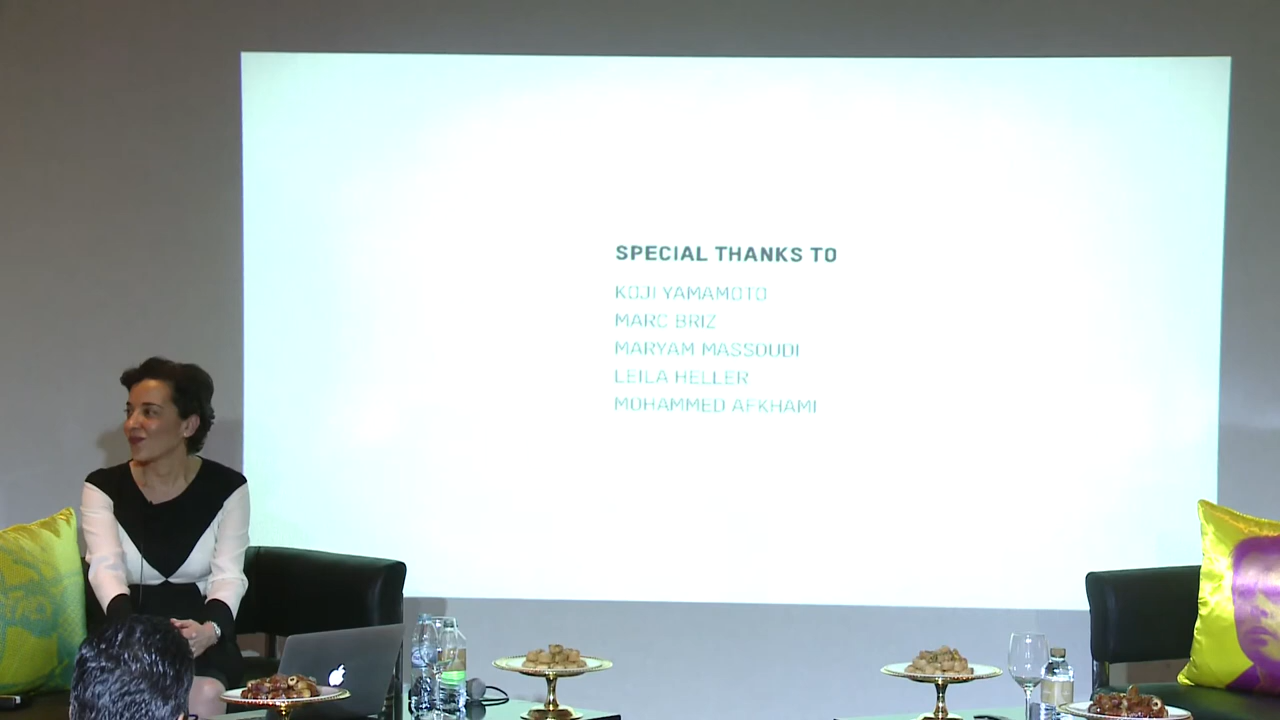 SPECIAL THANKS TO
KOJI YAMAMOTO
MARC BRIZ
MARYAM MASSOUDI
LEILA HELLER
MOHAMMED AFKHAMI